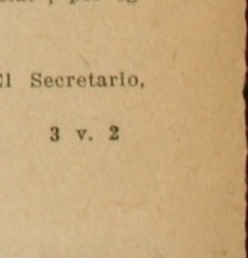 El Secretario,
3 v. 2